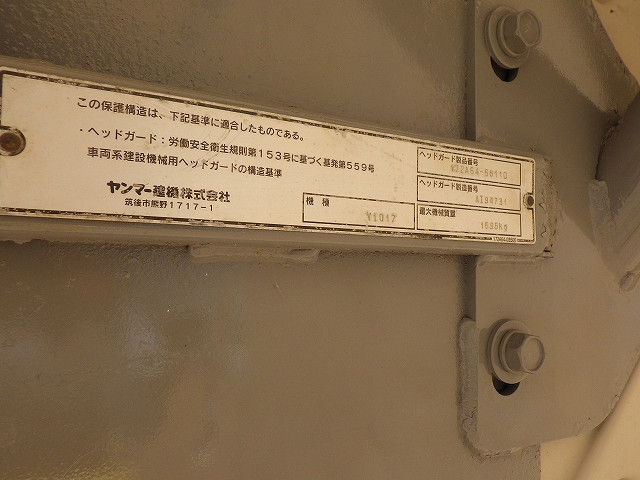 この保護構造は、下記基準に適合したものである。
・ヘッドガード：労働安全衛生規則第153号に基づく基発第559号
車両系建設機械用ヘッドガードの構造基準
ヤンマー建機株式会社
筑後市熊野1717-1
機種
V1017
ヘッドガード製品番号
ヘッドガード製造番号
AI94731
最大機械質量